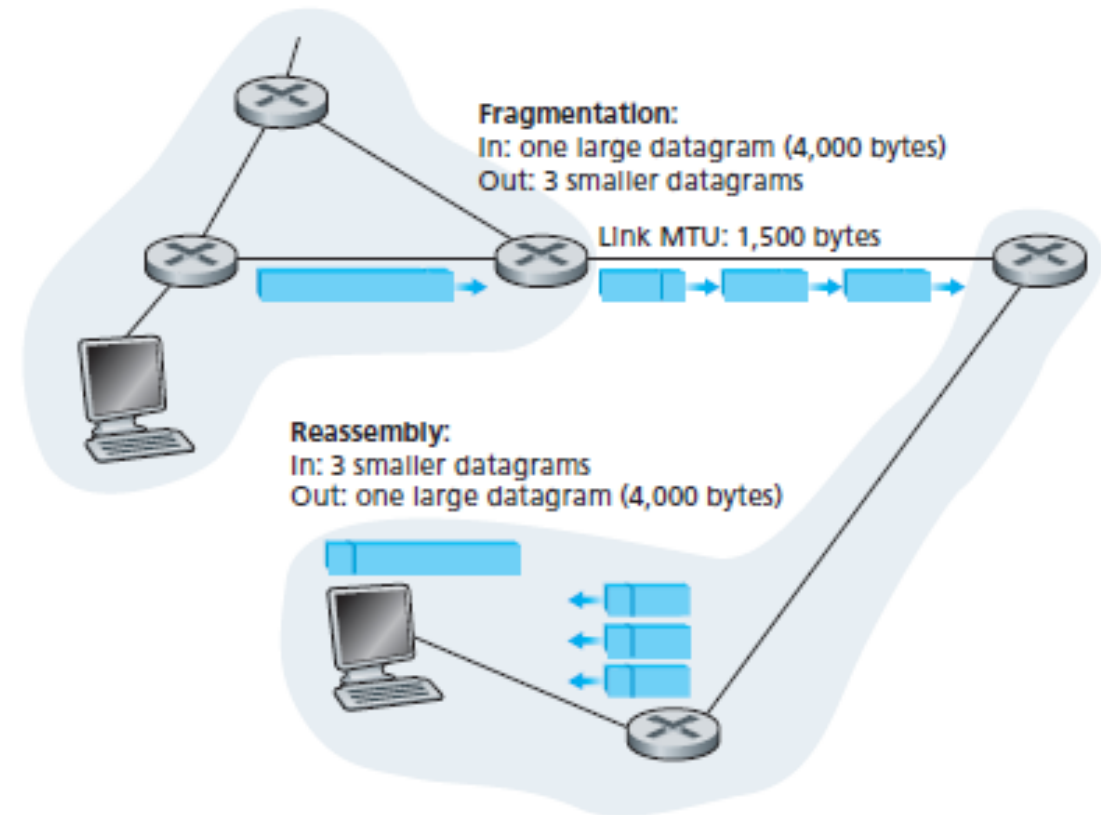 Fragmentation:
In: one large datagram (4,000 bytes)
Out: 3 smaller datagrams
Link MTU: 1,500 bytes
Reassembly:
In: 3 smaller datagrams
Out: one large datagram (4,000 bytes)